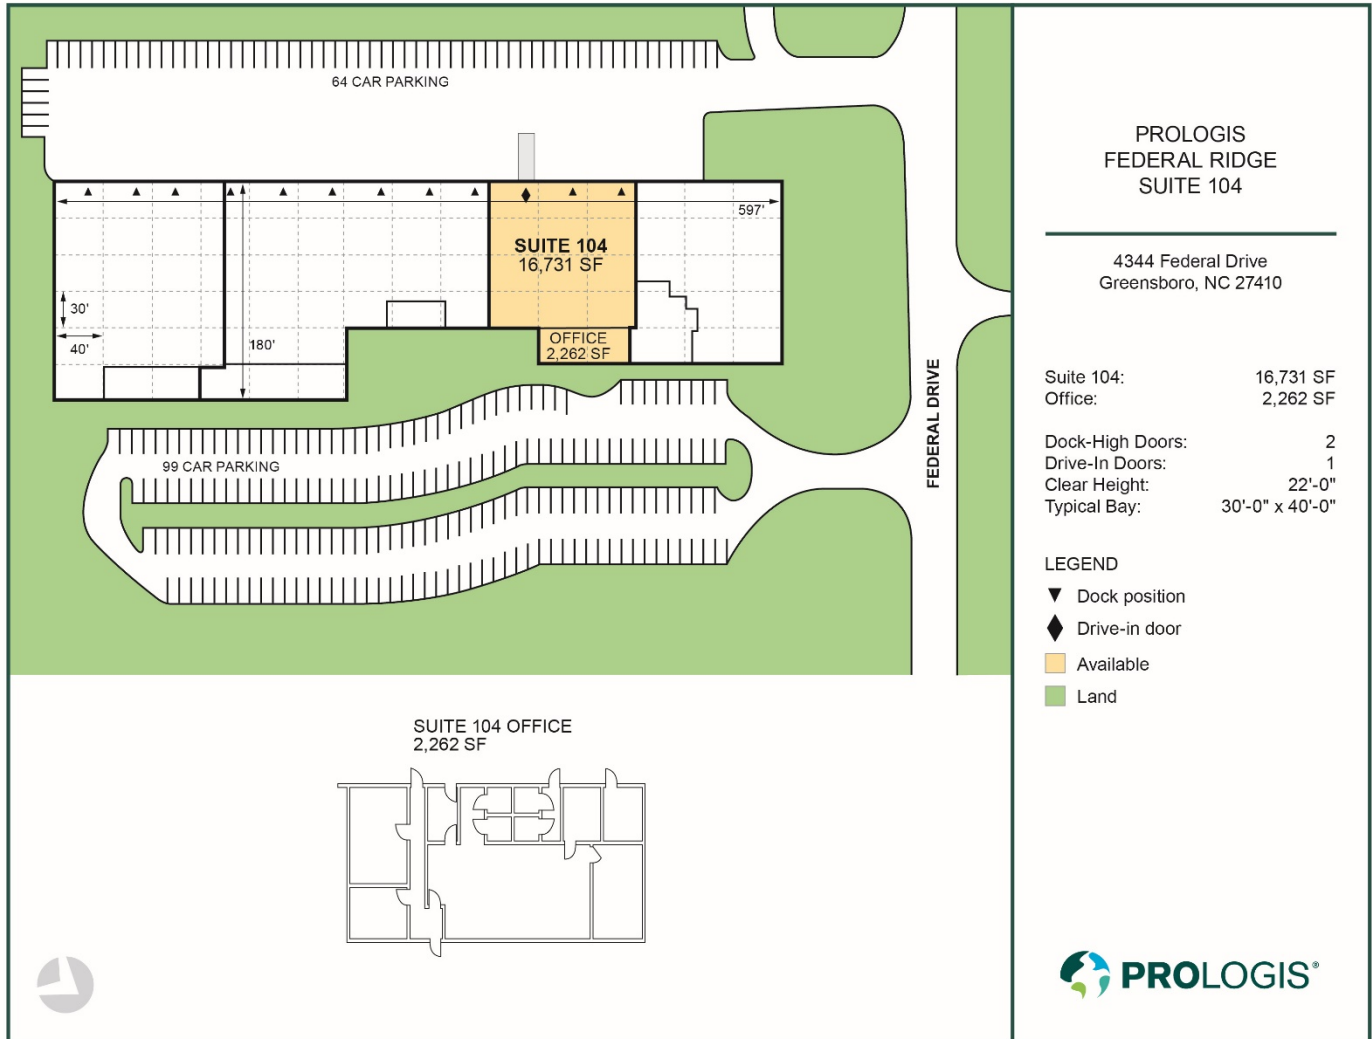 64 CAR PARKING
597'
SUITE 104
16,731 SF
30'
40'
180'
OFFICE
2,262 SF
99 CAR PARKING
FEDERAL DRIVE
SUITE 104 OFFICE
2,262 SF
PROLOGIS
FEDERAL RIDGE
SUITE 104
4344 Federal Drive
Greensboro, NC 27410
Suite 104: 16,731 SF
Office: 2,262 SF
Dock-High Doors: 2
Drive-In Doors: 1
Clear Height: 22'-0"
Typical Bay: 30'-0" x 40'-0"
LEGEND
Dock position
Drive-in door
Available
Land
PROLOGIS®